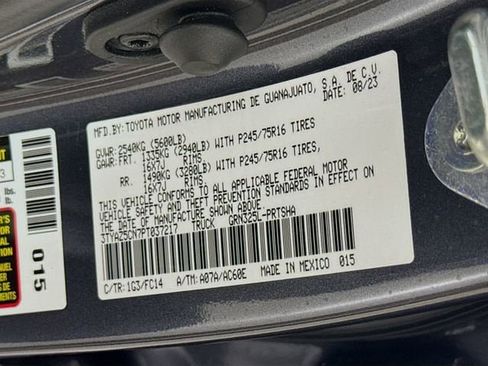 MFD.BY:TOYOTA MOTOR MANUFACTURING DE GUANAJUATO, S.A. DE C.V.
DATE: 08/23
GVWR:2540KG (5600LB)
GAWR:FRT. 1335KG (2940LB) WITH P245/75R16 TIRES
16X7J RIMS
RR. 1490KG (3280LB) WITH P245/75R16 TIRES
16X7J RIMS
THIS VEHICLE CONFORMS TO ALL APPLICABLE FEDERAL MOTOR
VEHICLE SAFETY AND THEFT PREVENTION STANDARDS IN EFFECT ON
THE DATE OF MANUFACTURE SHOWN ABOVE.
3TYAZ5CN7PT037217 TRUCK GRN325L-PRTSHA
C/TR: 1G3/FC14 A/TM: A07A/AC60E MADE IN MEXICO 015
015
lbs.
lb.